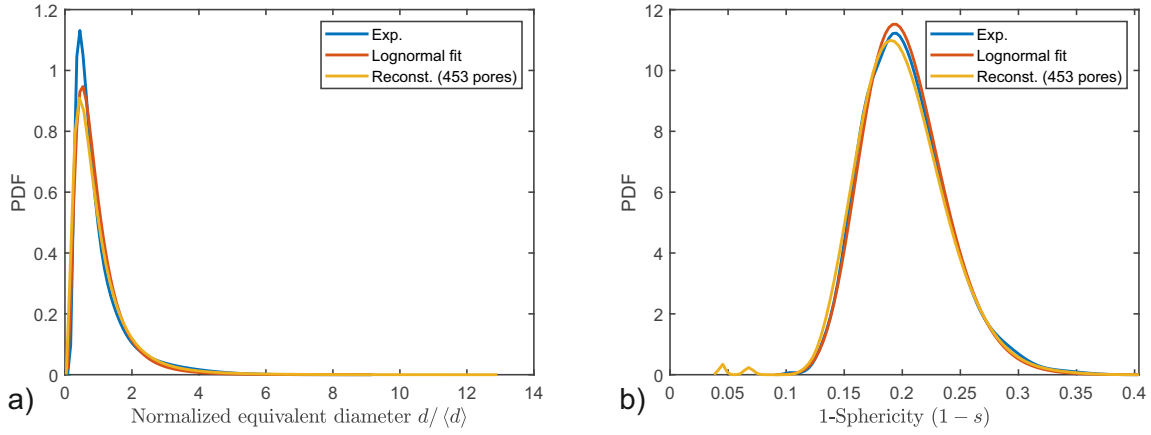 1.2
1
0.8
0.6
0.4
0.2
0
PDF
0
2
4
6
8
10
12
14
Exp.
Lognormal fit
Reconst. (453 pores)
a)
Normalized equivalent diameter d/ ⟨d⟩
12
10
8
6
4
2
0
PDF
0
0.05
0.1
0.15
0.2
0.25
0.3
0.35
0.4
Exp.
Lognormal fit
Reconst. (453 pores)
b)
1-Sphericity (1 − s)